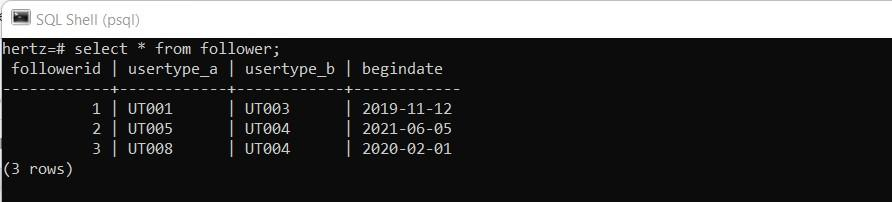 SQL Shell (psql)
hertz=# select * from follower;
 followerid | usertype_a | usertype_b | begindate
------------+------------+------------+------------
          1 | UT001      | UT003      | 2019-11-12
          2 | UT005      | UT004      | 2021-06-05
          3 | UT008      | UT004      | 2020-02-01
(3 rows)